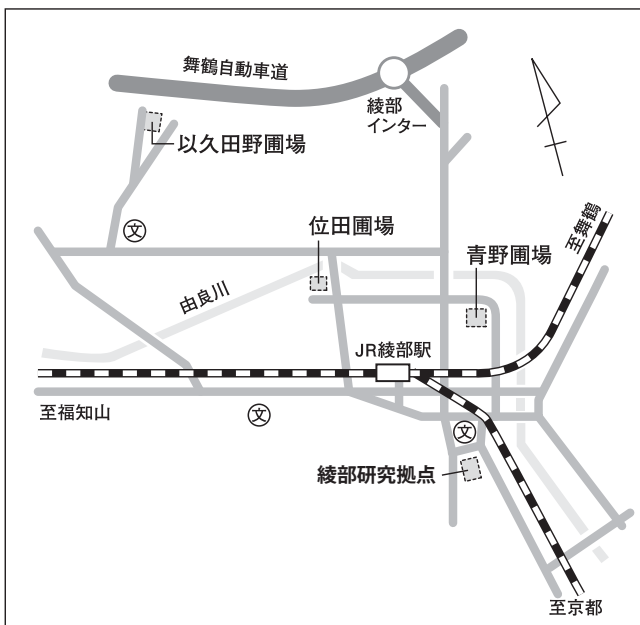 舞鶴自動車道
綾部
インター
以久田野圃場
文
位田圃場
青野圃場
至舞鶴
由良川
JR綾部駅
至福知山
文
文
綾部研究拠点
至京都